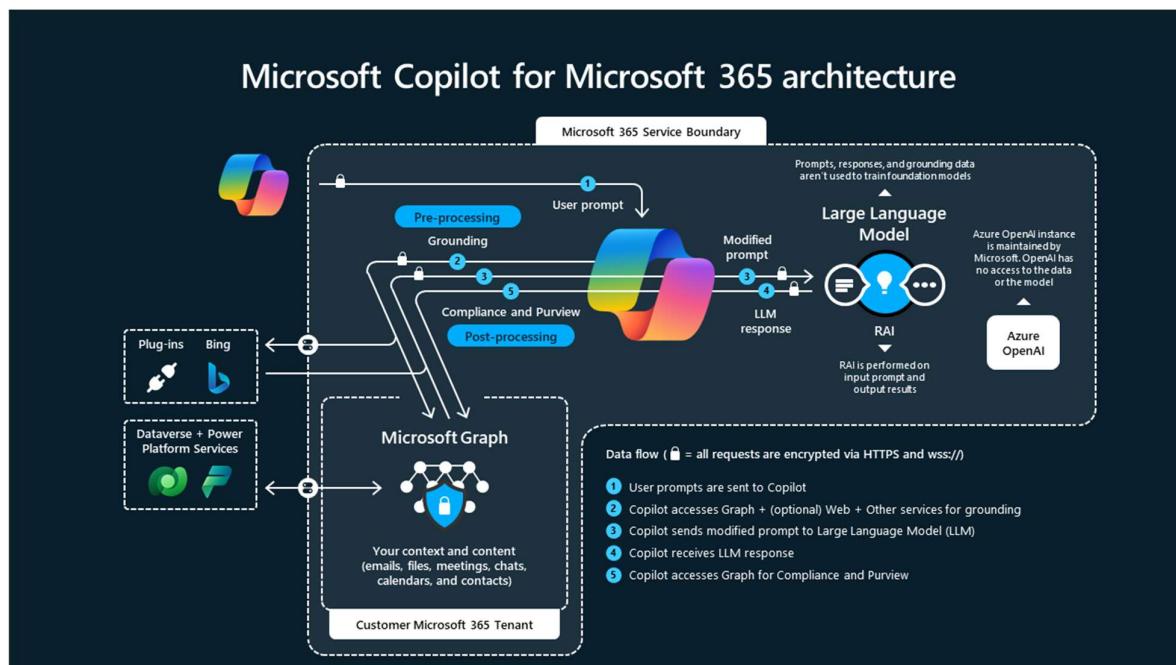 Microsoft Copilot for Microsoft 365 architecture
Microsoft 365 Service Boundary
Prompts, responses, and grounding data
aren't used to train foundation models
1
User prompt
Pre-processing
Grounding
2
3
5
Compliance and Purview
Post-processing
Modified
prompt
3
4
LLM
response
Large Language
Model
RAI
RAI is performed on
input prompt and
output results
Azure OpenAI instance
is maintained by
Microsoft. OpenAI has
no access to the data
or the model
Azure
OpenAI
Plug-ins
Bing
Dataverse + Power
Platform Services
Microsoft Graph
Your context and content
(emails, files, meetings, chats,
calendars, and contacts)
Customer Microsoft 365 Tenant
Data flow ( = all requests are encrypted via HTTPS and wss://)
1 User prompts are sent to Copilot
2 Copilot accesses Graph + (optional) Web + Other services for grounding
3 Copilot sends modified prompt to Large Language Model (LLM)
4 Copilot receives LLM response
5 Copilot accesses Graph for Compliance and Purview